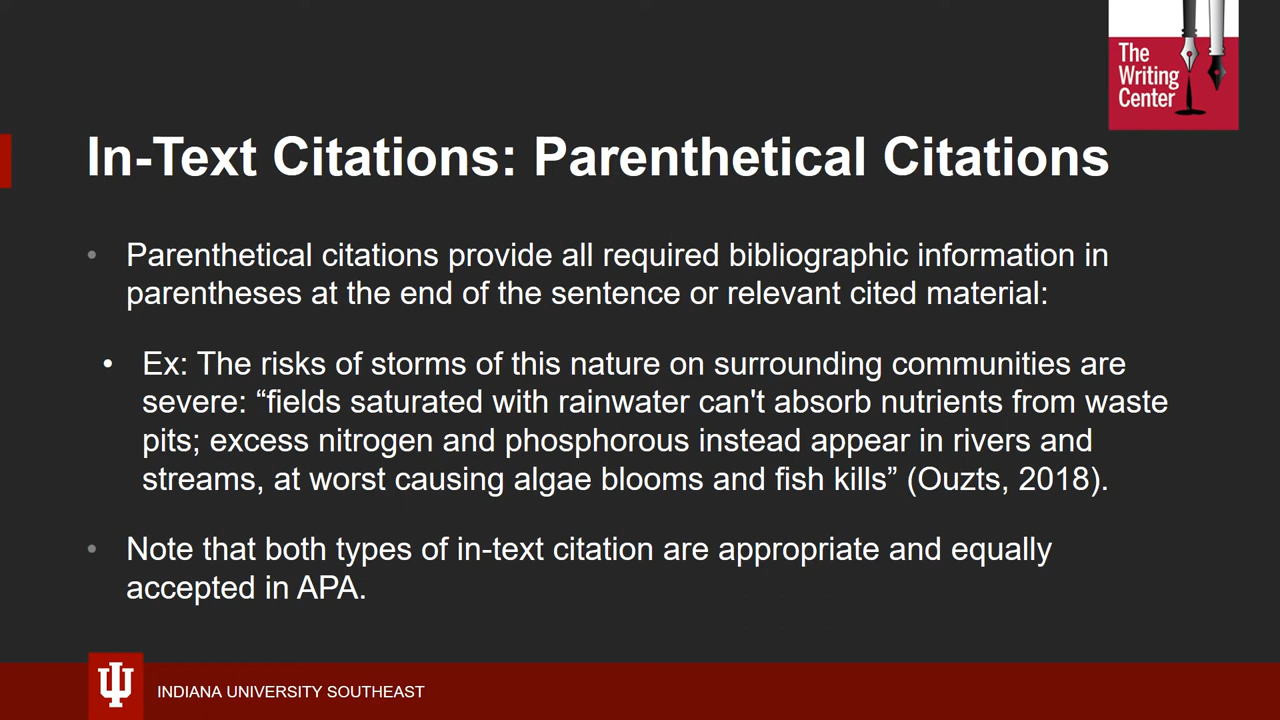 The
Writing
Center
In-Text Citations: Parenthetical Citations
• Parenthetical citations provide all required bibliographic information in
parentheses at the end of the sentence or relevant cited material:
• Ex: The risks of storms of this nature on surrounding communities are
severe: “fields saturated with rainwater can't absorb nutrients from waste
pits; excess nitrogen and phosphorous instead appear in rivers and
streams, at worst causing algae blooms and fish kills” (Ouzts, 2018).
• Note that both types of in-text citation are appropriate and equally
accepted in APA.
INDIANA UNIVERSITY SOUTHEAST